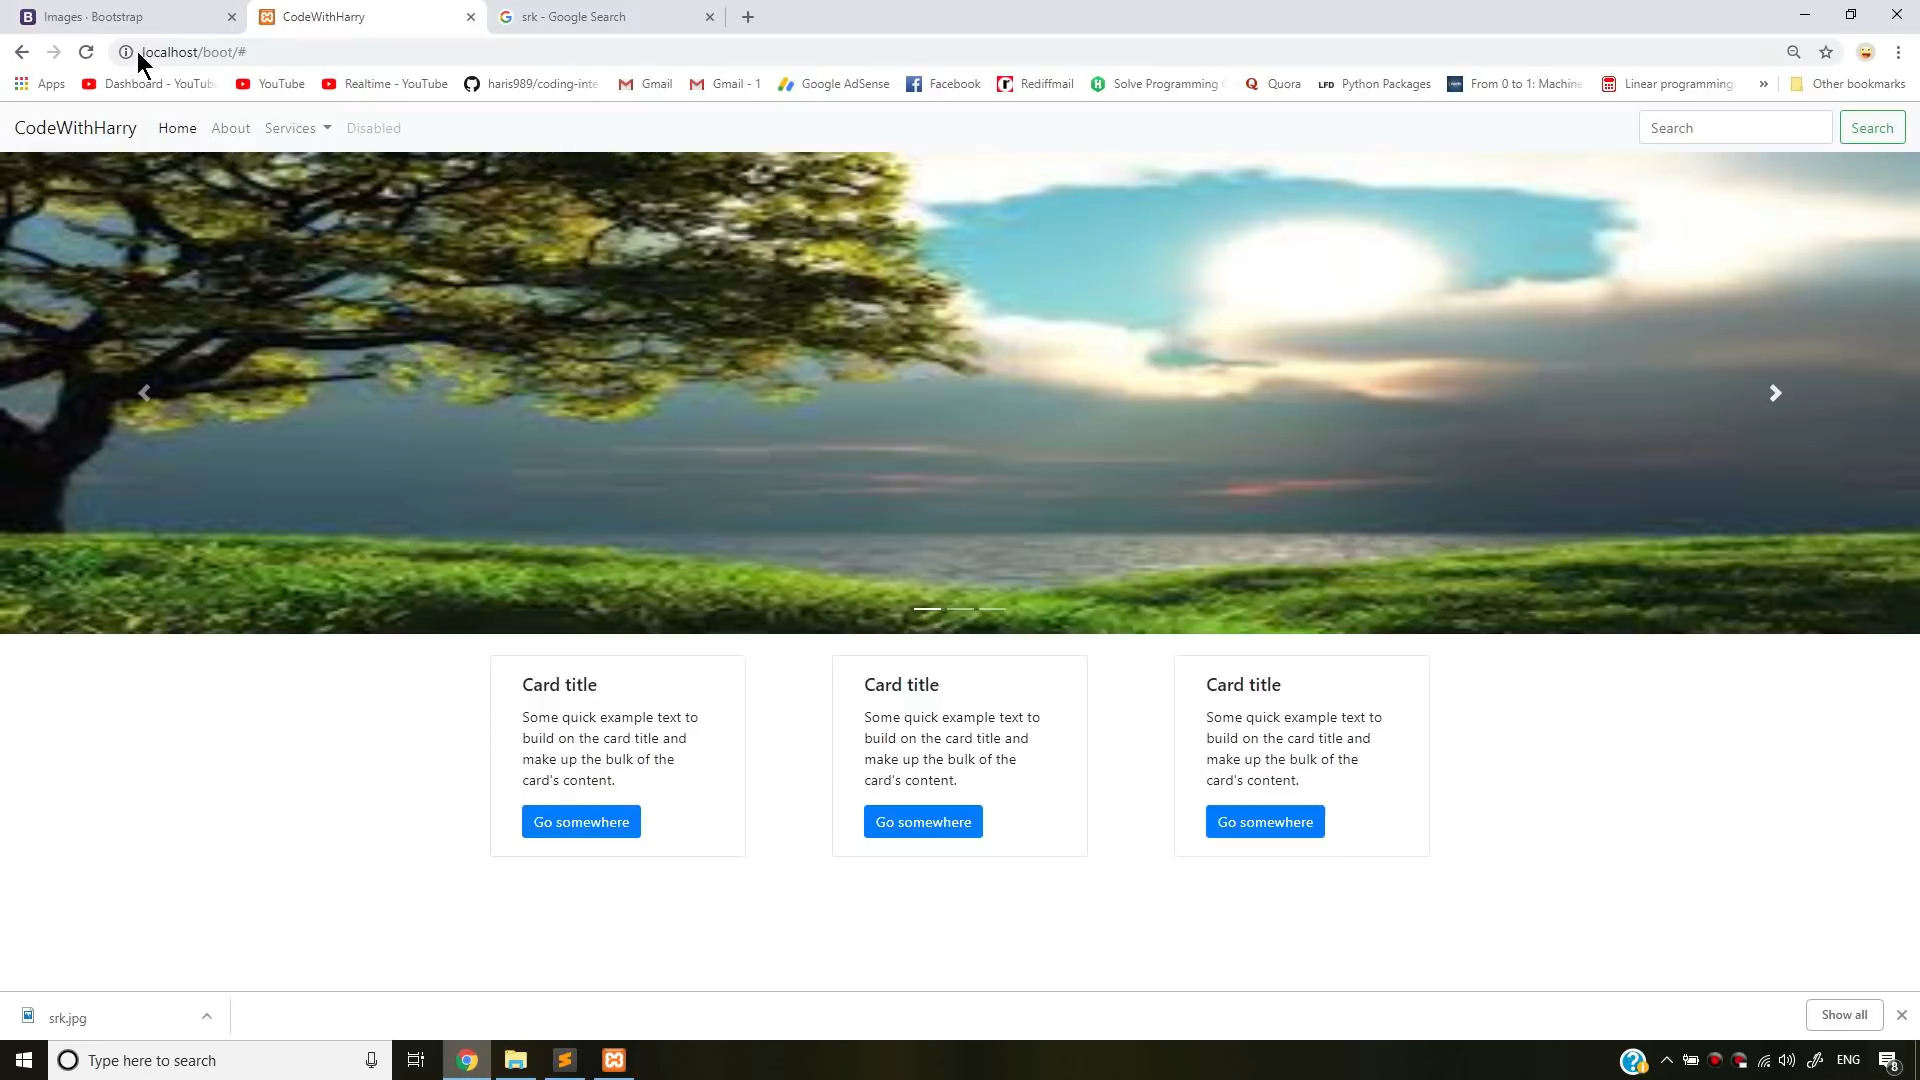 Images · Bootstrap
CodeWithHarry
srk - Google Search
localhost/boot/#
Apps
Dashboard - YouTub
YouTube
Realtime - YouTube
haris989/coding-inte
Gmail
Gmail - 1
Google AdSense
Facebook
Rediffmail
Solve Programming
Quora
LFD Python Packages
From 0 to 1: Machine
Linear programming
»
Other bookmarks
CodeWithHarry
Home
About
Services
Disabled
Search
Search
Card title
Some quick example text to
build on the card title and
make up the bulk of the
card's content.
Go somewhere
Card title
Some quick example text to
build on the card title and
make up the bulk of the
card's content.
Go somewhere
Card title
Some quick example text to
build on the card title and
make up the bulk of the
card's content.
Go somewhere
srk.jpg
Show all
Type here to search
ENG
8